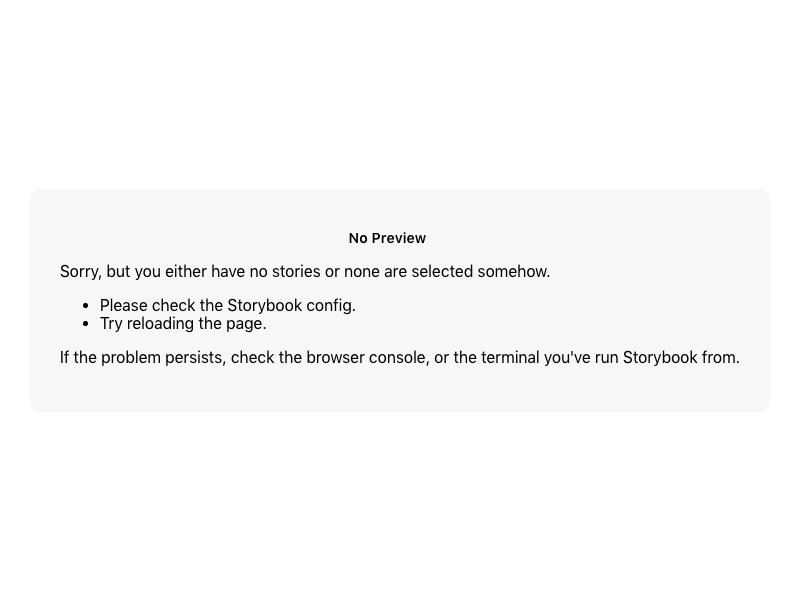 No Preview
Sorry, but you either have no stories or none are selected somehow.
Please check the Storybook config.
Try reloading the page.
If the problem persists, check the browser console, or the terminal you've run Storybook from.